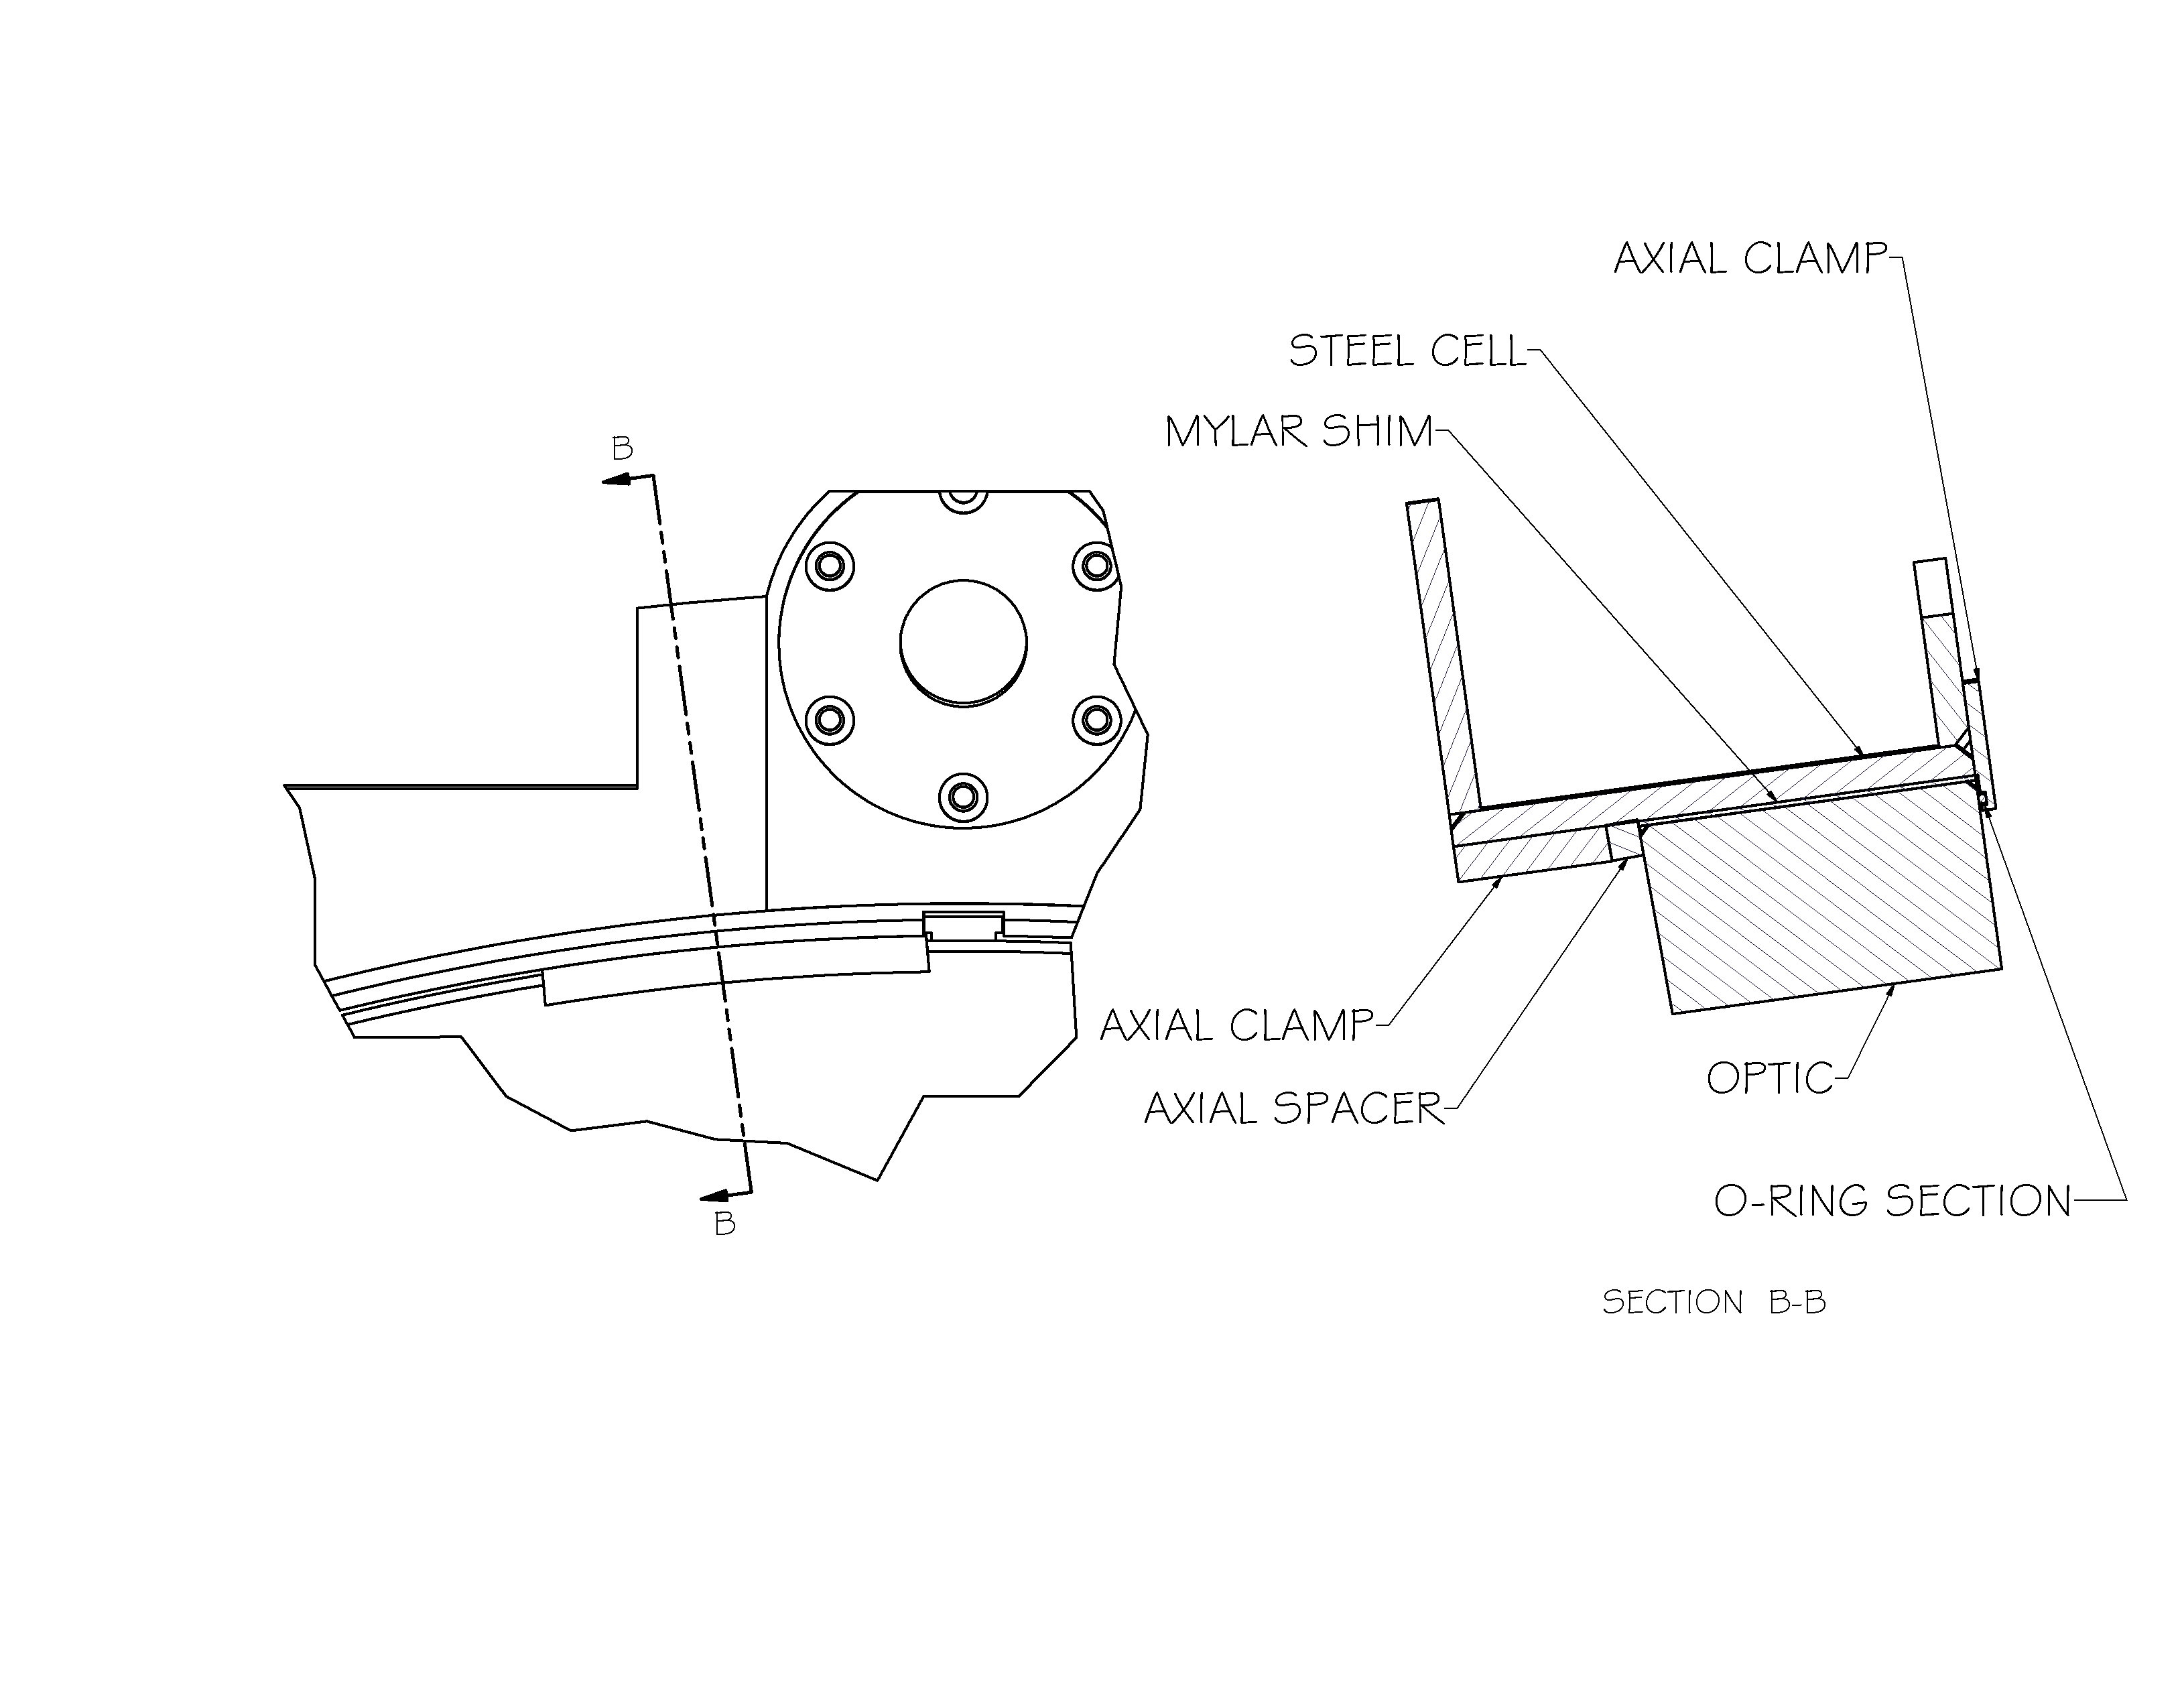 AXIAL CLAMP
STEEL CELL
MYLAR SHIM
B
AXIAL CLAMP
OPTIC
AXIAL SPACER
O-RING SECTION
B
SECTION B-B